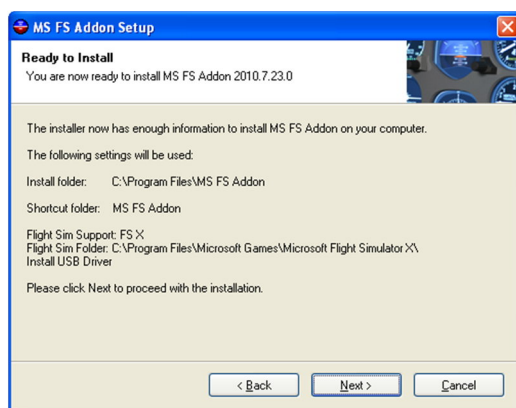 MS FS Addon Setup
Ready to Install
You are now ready to install MS FS Addon 2010.7.23.0
The installer now has enough information to install MS FS Addon on your computer.
The following settings will be used:
Install folder: C:\Program Files\MS FS Addon
Shortcut folder: MS FS Addon
Flight Sim Support: FS X
Flight Sim Folder: C:\Program Files\Microsoft Games\Microsoft Flight Simulator X\
Install USB Driver
Please click Next to proceed with the installation.
< Back
Next >
Cancel